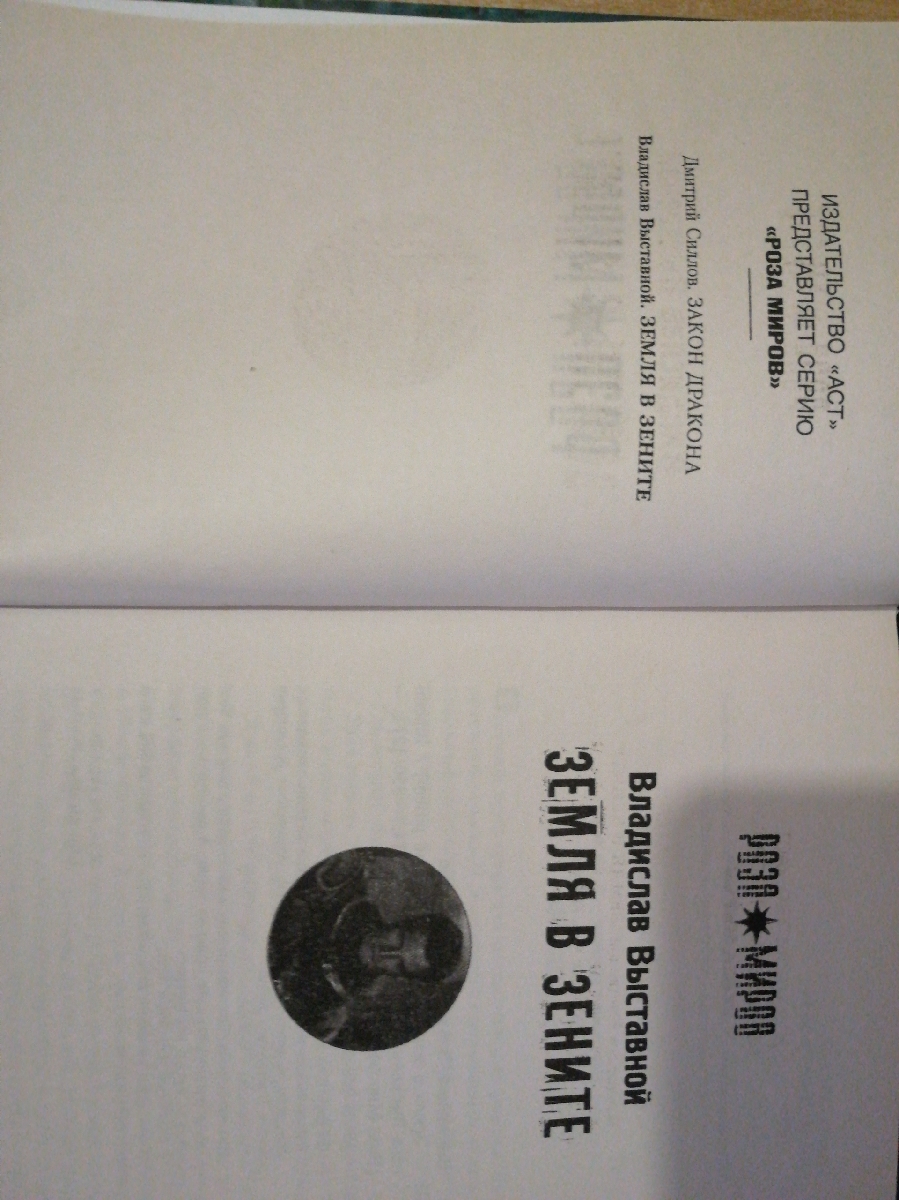 ИЗДАТЕЛЬСТВО «АСТ»
ПРЕДСТАВЛЯЕТ СЕРИЮ
«РОЗА МИРОВ»
Дмитрий Силлов. ЗАКОН ДРАКОНА
Владислав Выставной. ЗЕМЛЯ В ЗЕНИТЕ
РОЗА МИРОВ
Владислав Выставной
ЗЕМЛЯ В ЗЕНИТЕ